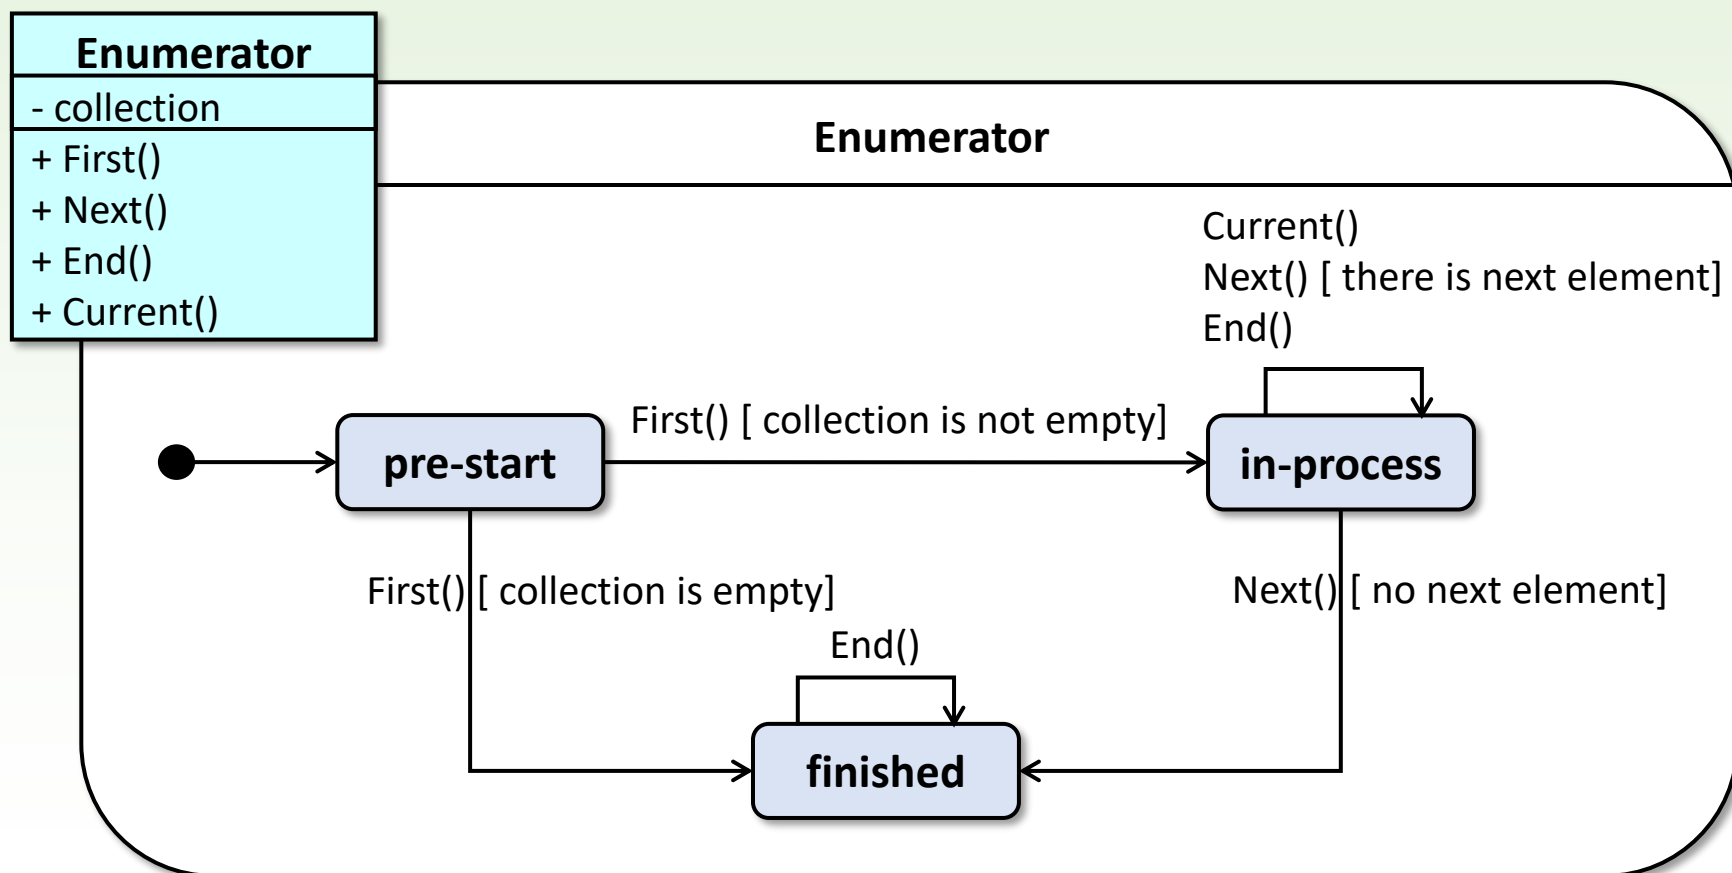 Enumerator
- collection
+ First()
+ Next()
+ End()
+ Current()
Enumerator
Current()
Next() [ there is next element]
End()
First() [ collection is not empty]
pre-start
in-process
First() [ collection is empty]
Next() [ no next element]
End()
finished